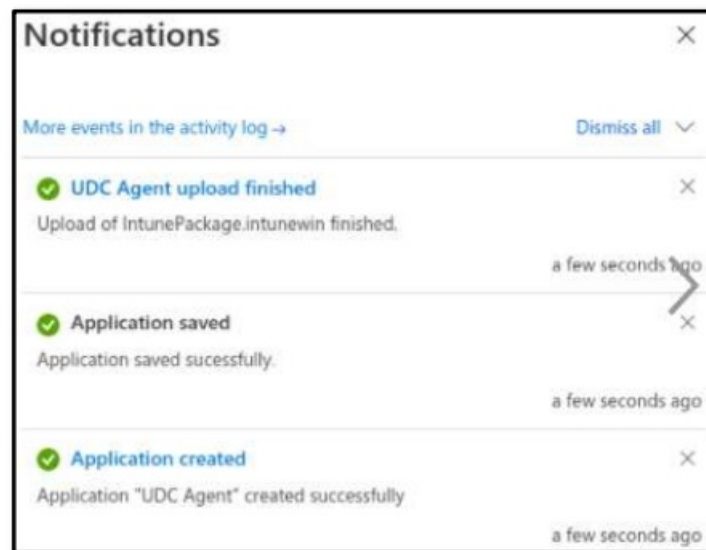 Notifications
More events in the activity log →
Dismiss all
UDC Agent upload finished
Upload of IntunePackage.intunewin finished.
a few seconds ago
Application saved
Application saved sucessfully.
a few seconds ago
Application created
Application "UDC Agent" created successfully
a few seconds ago